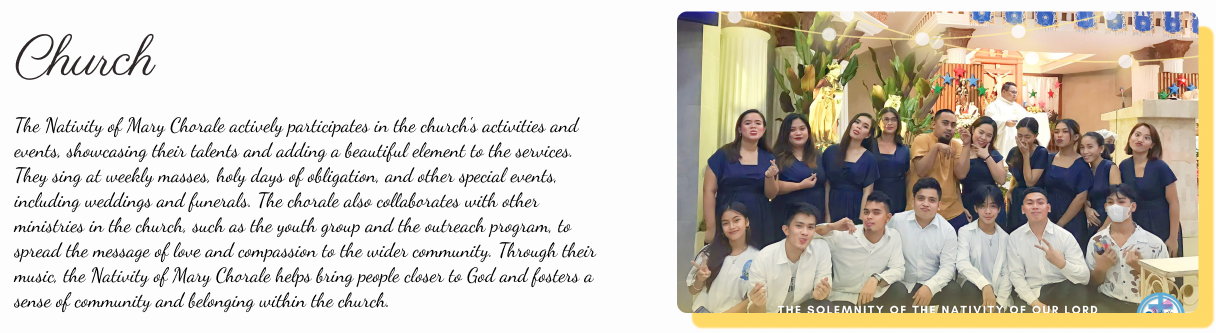 Church
The Nativity of Mary Chorale actively participates in the church's activities and
events, showcasing their talents and adding a beautiful element to the services.
They sing at weekly masses, holy days of obligation, and other special events,
including weddings and funerals. The chorale also collaborates with other
ministries in the church, such as the youth group and the outreach program, to
spread the message of love and compassion to the wider community. Through their
music, the Nativity of Mary Chorale helps bring people closer to God and fosters a
sense of community and belonging within the church.
THE SOLEMNITY OF THE NATIVITY OF OUR LORD